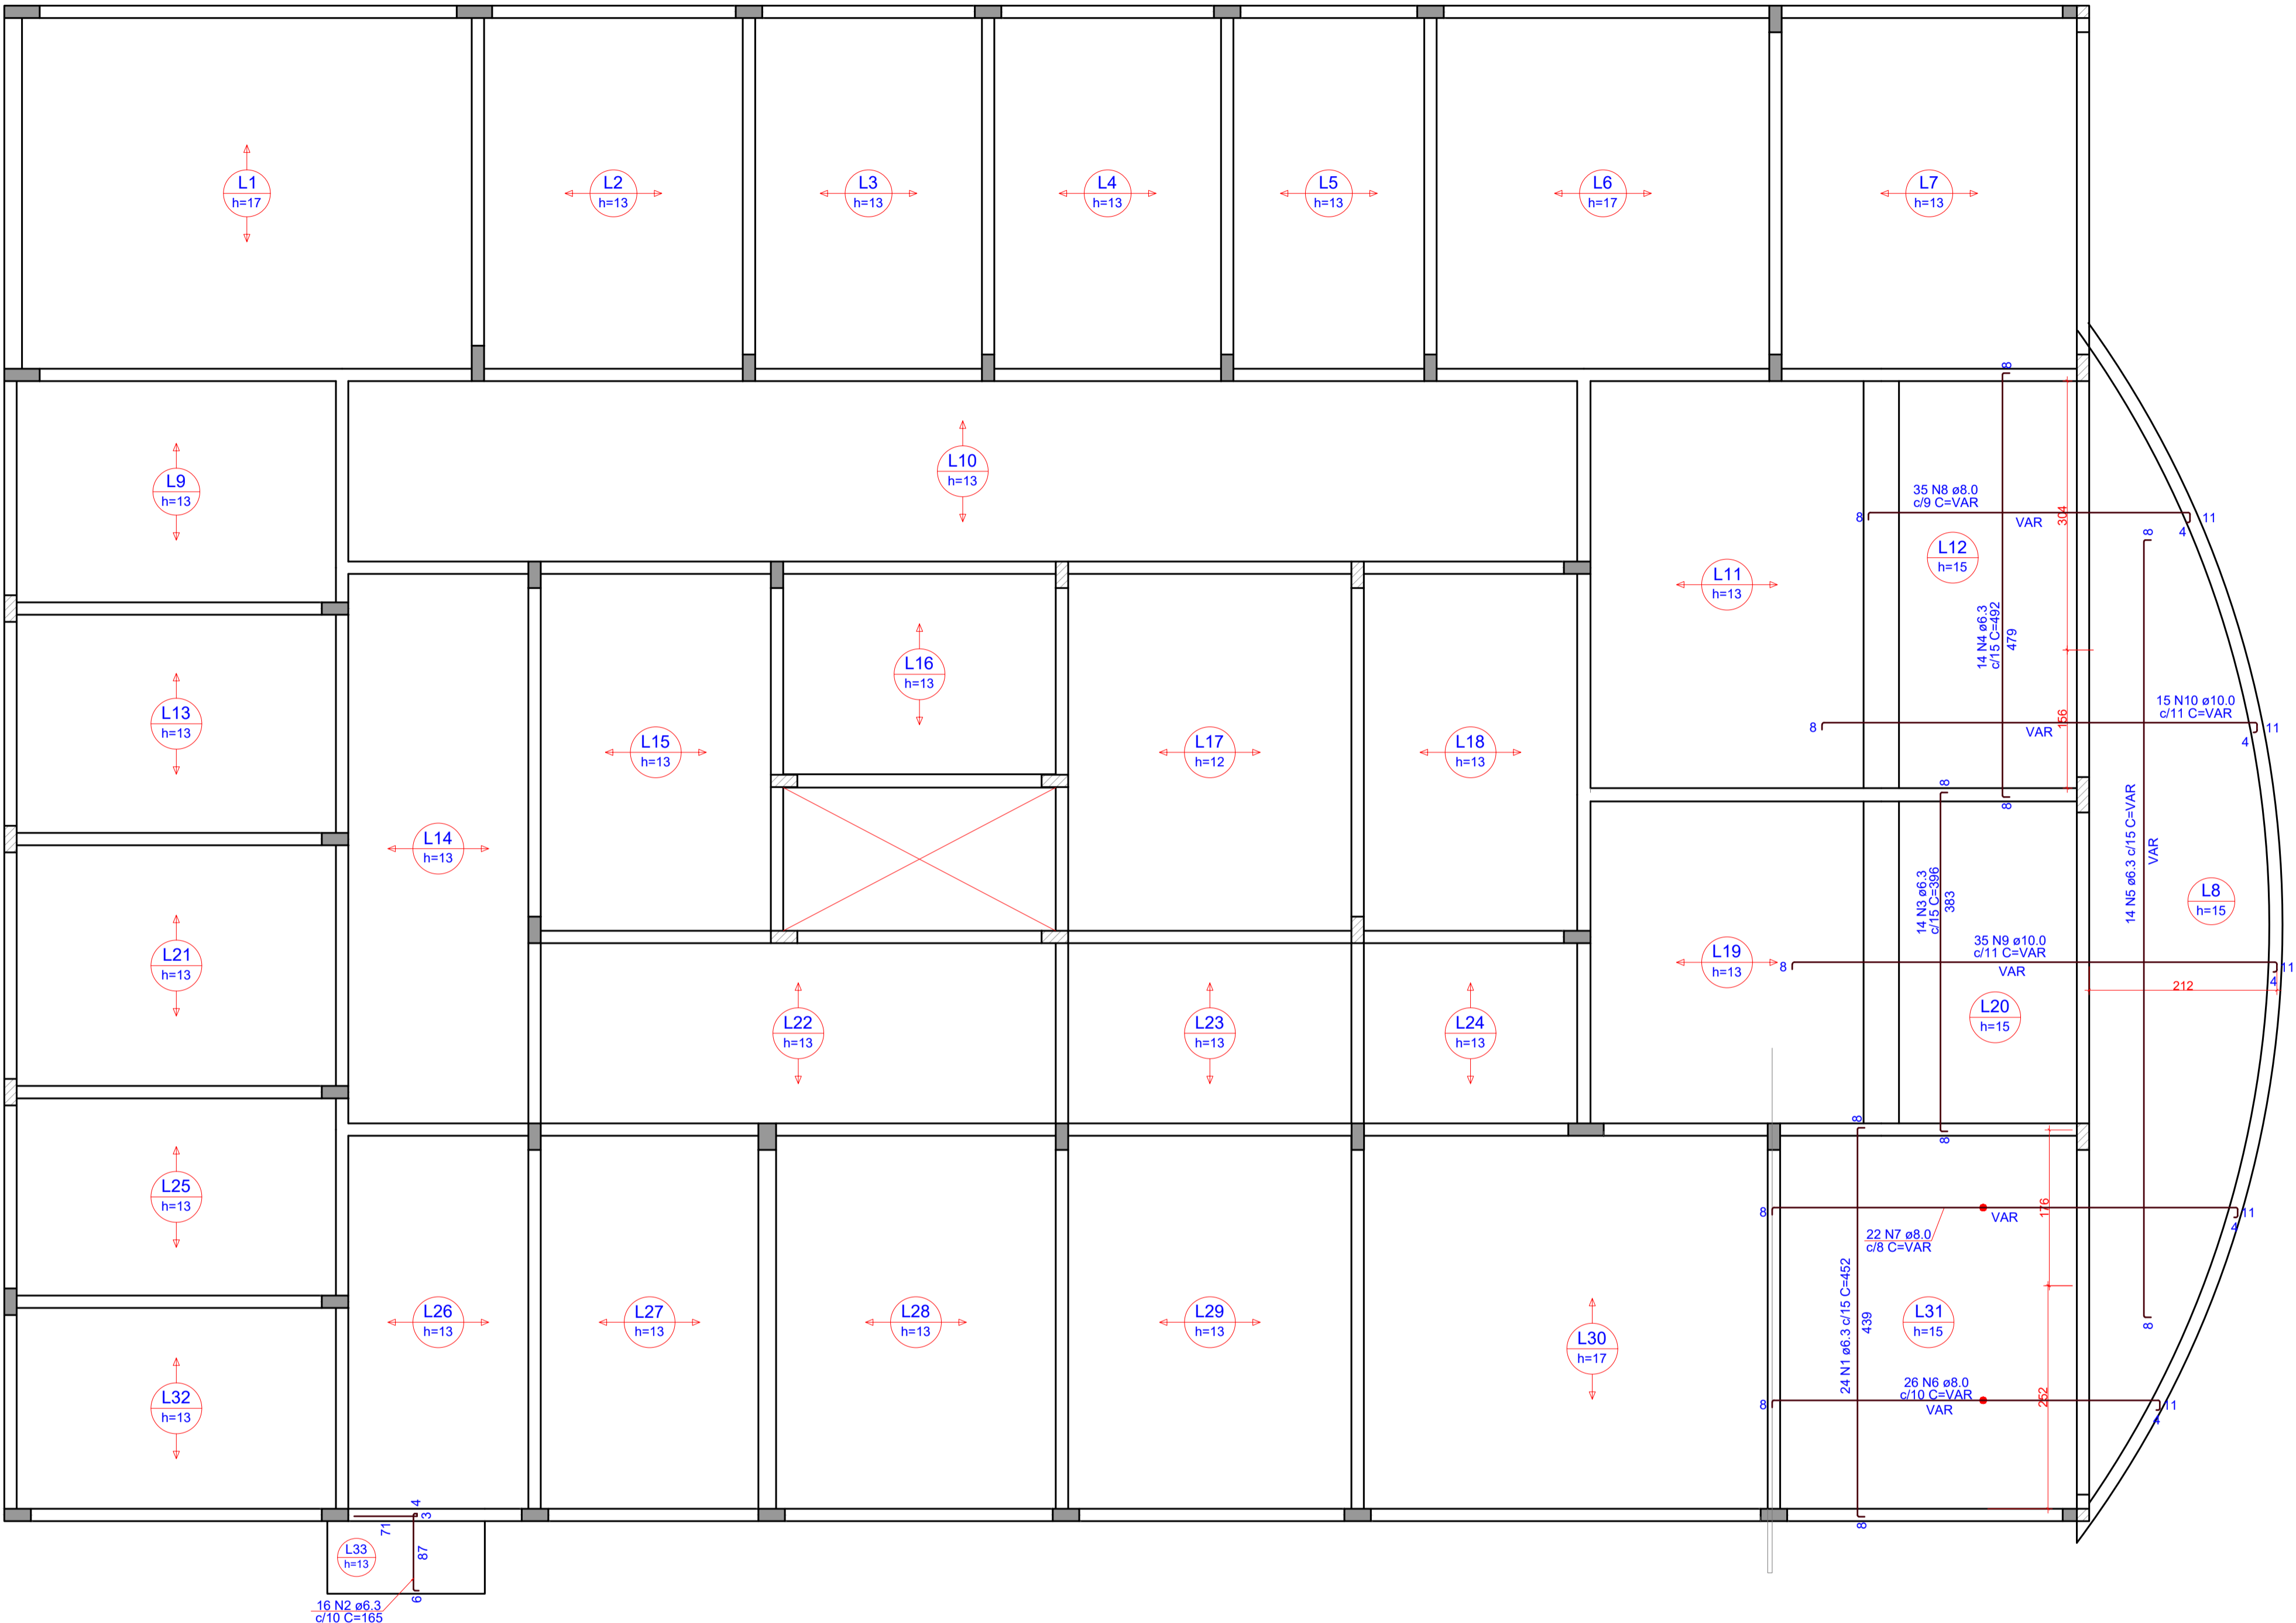 L1
h=17
L2
h=13
L3
h=13
L4
h=13
L5
h=13
L6
h=17
L7
h=13
8
L9
h=13
L10
h=13
35 N8 ø8.0
c/9 C=VAR
8
VAR
4
11
304
8
L12
h=15
L11
h=13
14 N4 ø6.3
c/15 C=492
479
L16
h=13
L13
h=13
L15
h=13
L17
h=12
L18
h=13
15 N10 ø10.0
c/11 C=VAR
8
VAR
156
4
11
8
8
14 N5 ø6.3 c/15 C=VAR
VAR
L14
h=13
14 N3 ø6.3
c/15 C=396
383
L8
h=15
L21
h=13
L19
h=13
35 N9 ø10.0
c/11 C=VAR
8
VAR
11
4
212
L22
h=13
L23
h=13
L24
h=13
L20
h=15
8
8
L25
h=13
176
8
VAR
11
4
22 N7 ø8.0
c/8 C=VAR
L26
h=13
L27
h=13
L28
h=13
L29
h=13
L30
h=17
24 N1 ø6.3 c/15 C=452
439
L31
h=15
8
L32
h=13
26 N6 ø8.0
c/10 C=VAR
8
VAR
252
11
4
4
3
71
87
8
L33
h=13
6
16 N2 ø6.3
c/10 C=165